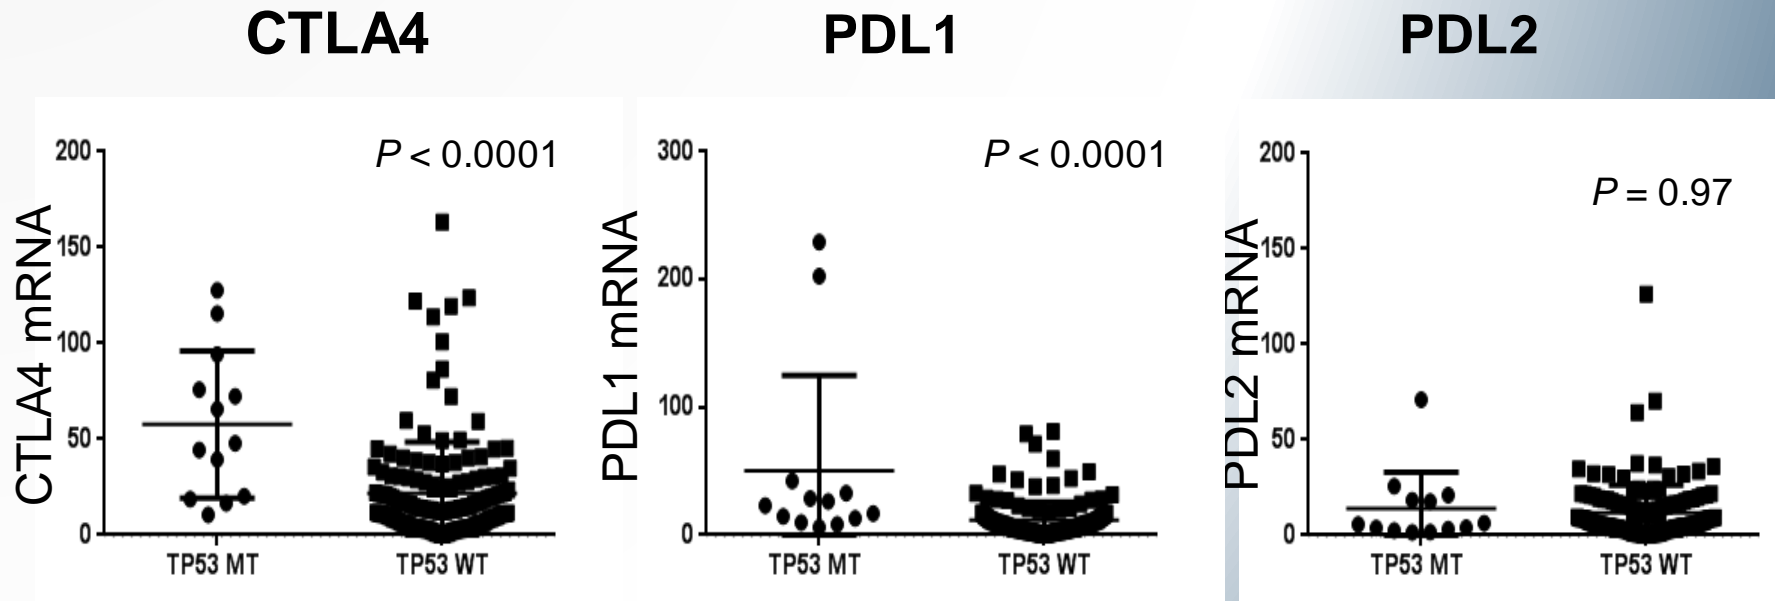 CTLA4
PDL1
PDL2
CTLA4 mRNA
200
150
100
50
0
P < 0.0001
TP53 MT
TP53 WT
PDL1 mRNA
300
200
100
0
P < 0.0001
TP53 MT
TP53 WT
PDL2 mRNA
200
150
100
50
0
P = 0.97
TP53 MT
TP53 WT